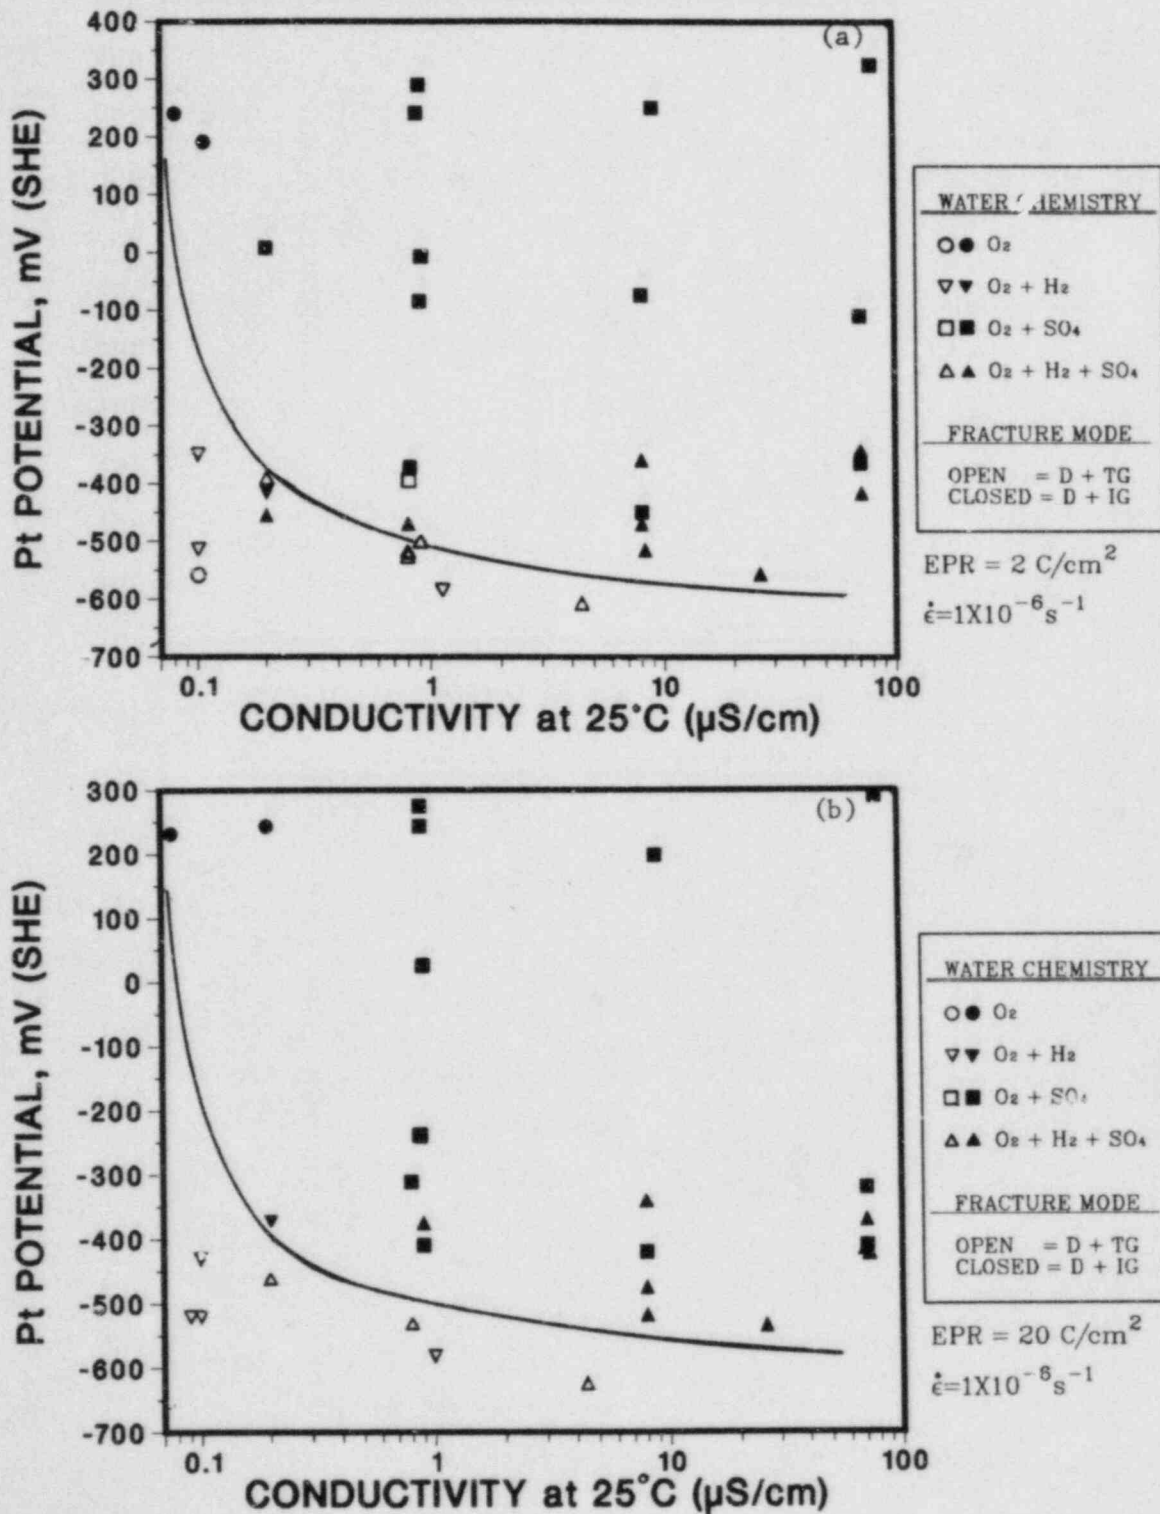 (a)
400
300
200
100
0
-100
-200
-300
-400
-500
-600
-700
Pt POTENTIAL, mV (SHE)
0.1 1 10 100
CONDUCTIVITY at 25°C (µS/cm)
WATER CHEMISTRY
O₂
O₂ + H₂
O₂ + SO₄
O₂ + H₂ + SO₄
FRACTURE MODE
OPEN = D + TG
CLOSED = D + IG
EPR = 2 C/cm²
ε̇=1X10⁻⁶s⁻¹
(b)
300
200
100
0
-100
-200
-300
-400
-500
-600
-700
Pt POTENTIAL, mV (SHE)
0.1 1 10 100
CONDUCTIVITY at 25°C (µS/cm)
WATER CHEMISTRY
O₂
O₂ + H₂
O₂ + SO₄
O₂ + H₂ + SO₄
FRACTURE MODE
OPEN = D + TG
CLOSED = D + IG
EPR = 20 C/cm²
ε̇=1X10⁻⁶s⁻¹